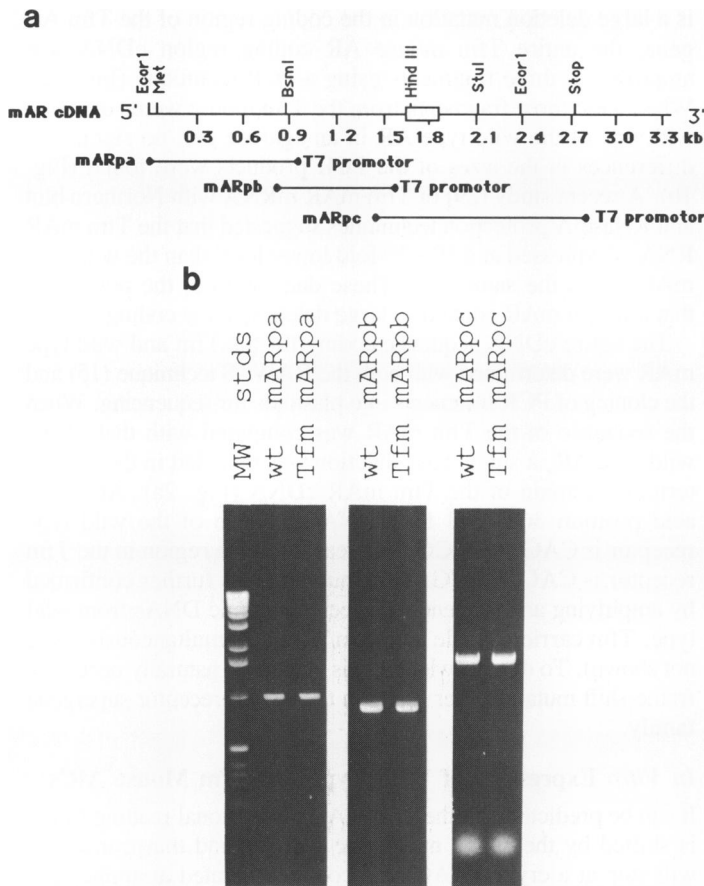 a
Ecor1
Met
BsmI
Hind III
StuI
Ecor1
Stop
mAR cDNA 5' 3'
0.3 0.6 0.9 1.2 1.5 1.8 2.1 2.4 2.7 3.0 3.3 kb
mARpa T7 promotor
mARpb T7 promotor
mARpc T7 promotor
b
MW stds
wt mARpa
Tfm mARpa
wt mARpb
Tfm mARpb
wt mARpc
Tfm mARpc